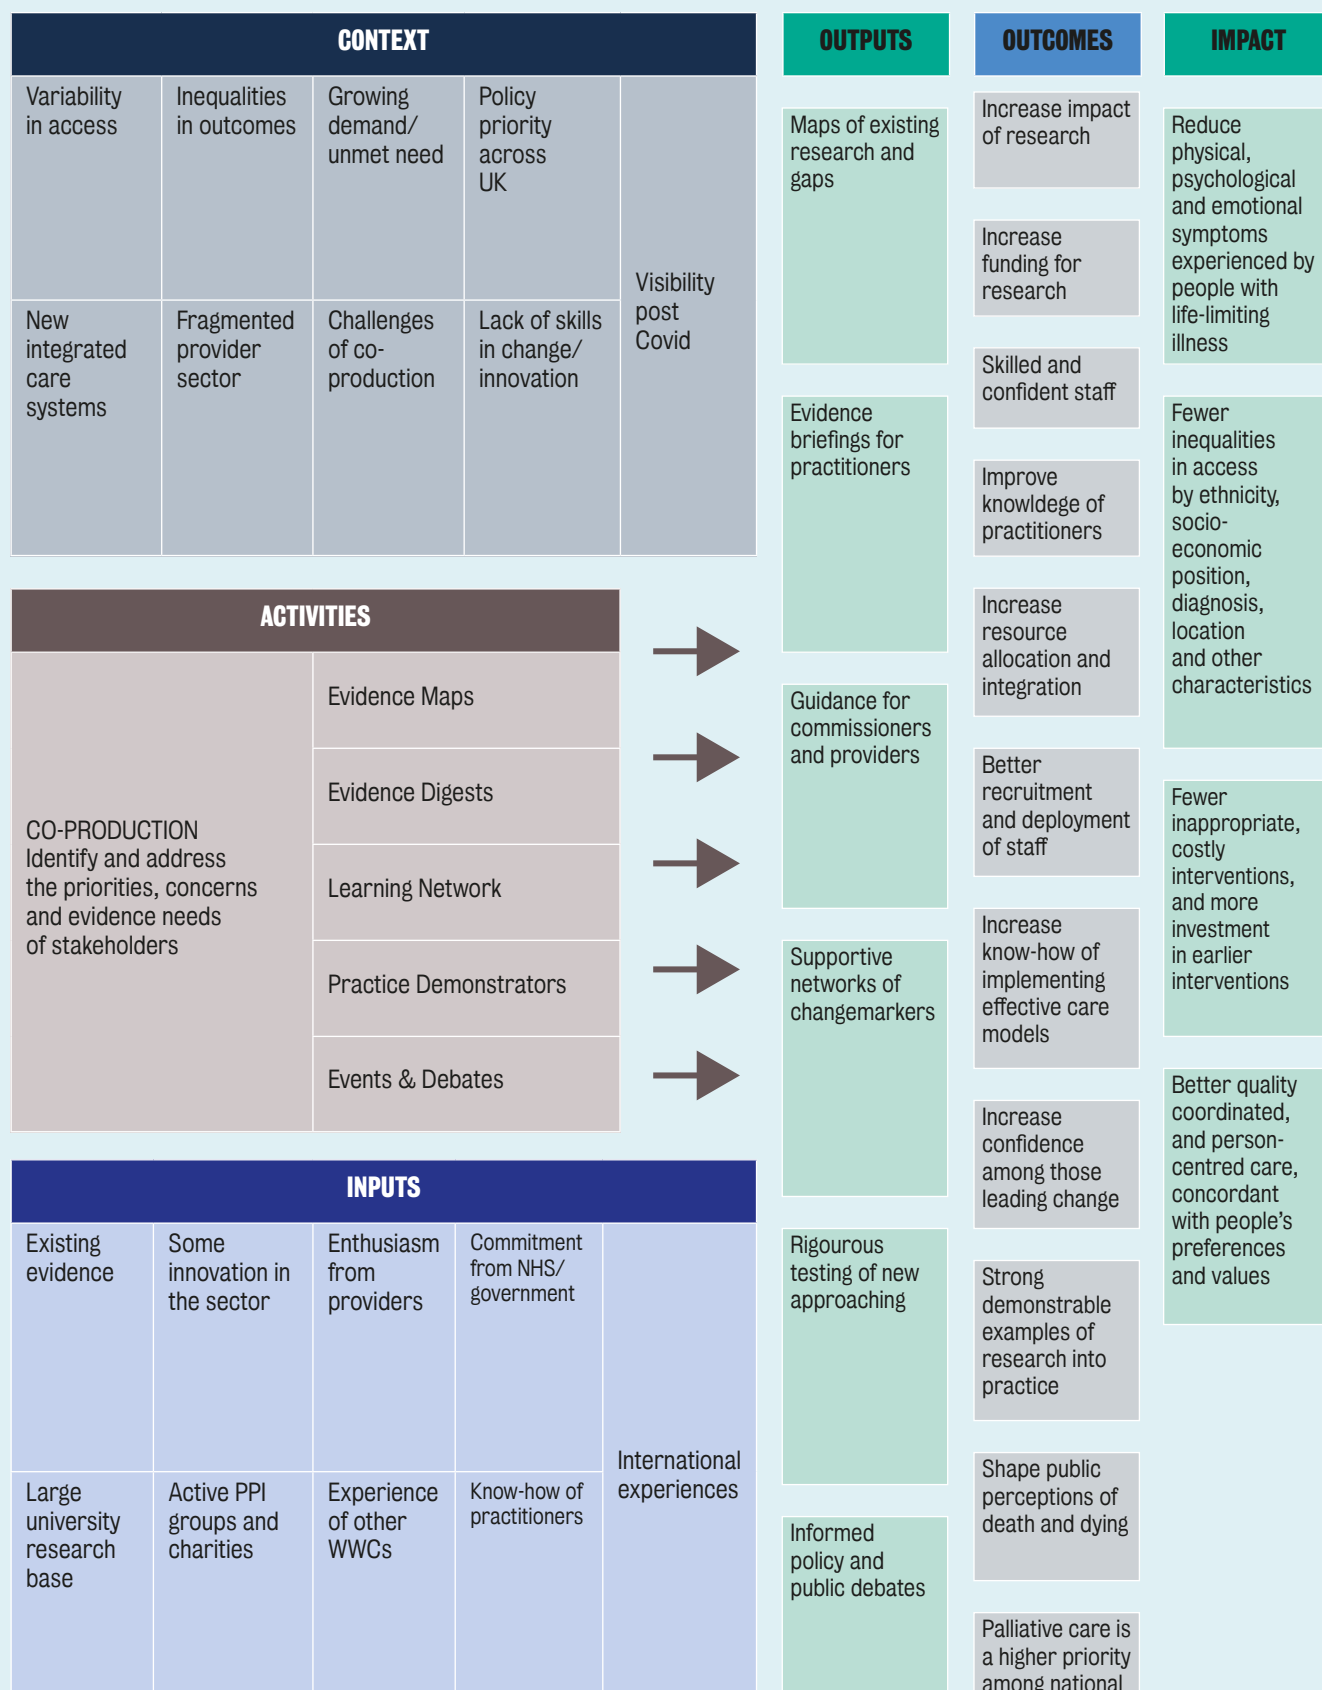 CONTEXT
Variability
in access
Inequalities
in outcomes
Growing
demand/
unmet need
Policy
priority
across
UK
Visibility
post
Covid
New
integrated
care
systems
Fragmented
provider
sector
Challenges
of co-
production
Lack of skills
in change/
innovation
ACTIVITIES
CO-PRODUCTION
Identify and address
the priorities, concerns
and evidence needs
of stakeholders
Evidence Maps
Evidence Digests
Learning Network
Practice Demonstrators
Events & Debates
INPUTS
Existing
evidence
Some
innovation in
the sector
Enthusiasm
from
providers
Commitment
from NHS/
government
International
experiences
Large
university
research
base
Active PPI
groups and
charities
Experience
of other
WWCs
Know-how of
practitioners
OUTPUTS
Maps of existing
research and
gaps
Evidence
briefings for
practitioners
Guidance for
commissioners
and providers
Supportive
networks of
changemarkers
Rigourous
testing of new
approaching
Informed
policy and
public debates
OUTCOMES
Increase impact
of research
Increase
funding for
research
Skilled and
confident staff
Improve
knowldege of
practitioners
Increase
resource
allocation and
integration
Better
recruitment
and deployment
of staff
Increase
know-how of
implementing
effective care
models
Increase
confidence
among those
leading change
Strong
demonstrable
examples of
research into
practice
Shape public
perceptions of
death and dying
Palliative care is
a higher priority
among national
IMPACT
Reduce
physical,
psychological
and emotional
symptoms
experienced by
people with
life-limiting
illness
Fewer
inequalities
in access
by ethnicity,
socio-
economic
position,
diagnosis,
location
and other
characteristics
Fewer
inappropriate,
costly
interventions,
and more
investment
in earlier
interventions
Better quality
coordinated,
and person-
centred care,
concordant
with people's
preferences
and values